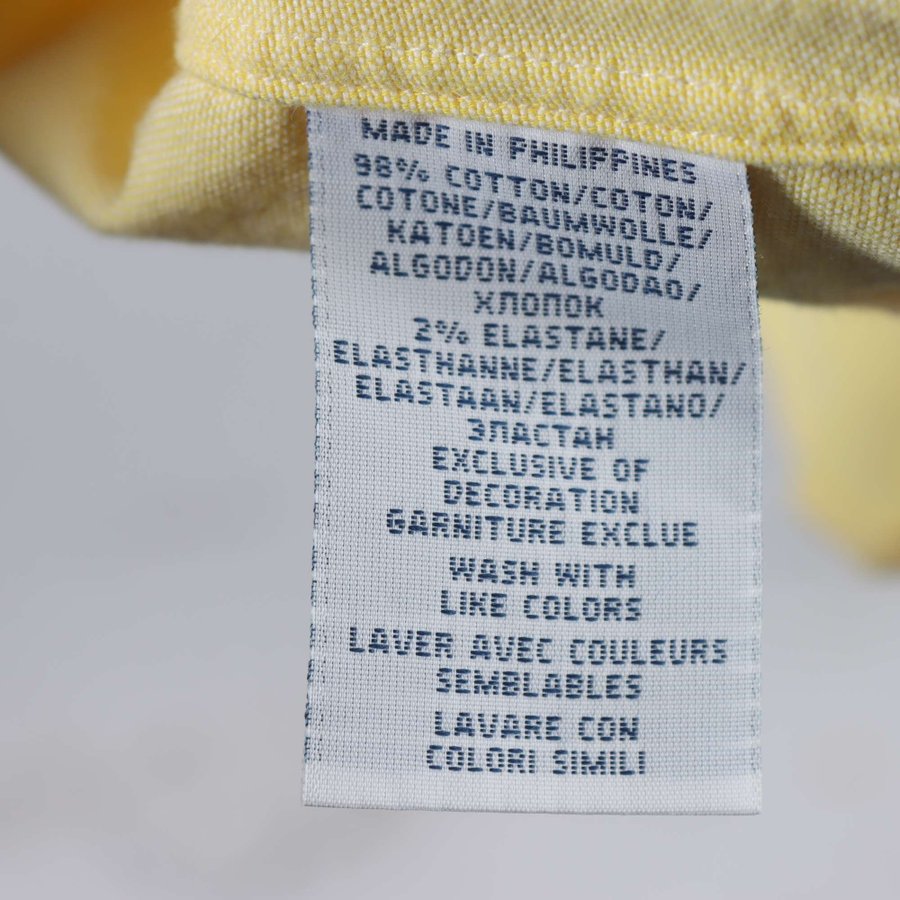 MADE IN PHILIPPINES
98% COTTON/COTON/
COTONE/BAUMWOLLE/
KATOEN/BOMULD/
ALGODON/ALGODAO/
ХЛОПОК
2% ELASTANE/
ELASTHANNE/ELASTHAN/
ELASTAAN/ELASTANO/
ЭЛАСТАН
EXCLUSIVE OF
DECORATION
GARNITURE EXCLUE
WASH WITH
LIKE COLORS
LAVER AVEC COULEURS
SEMBLABLES
LAVARE CON
COLORI SIMILI